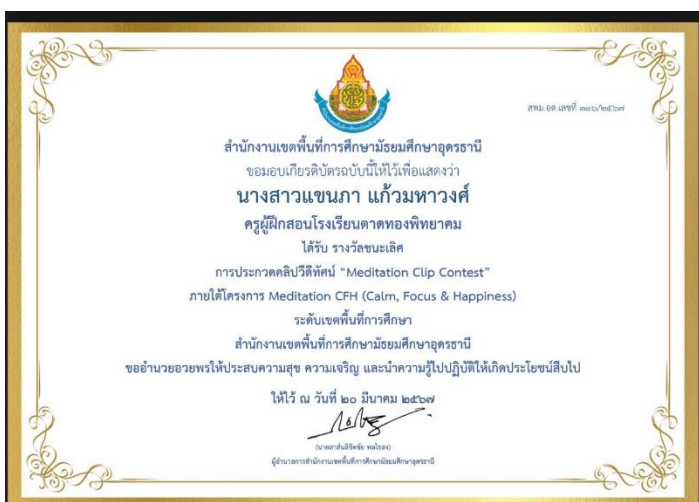 สพม.อด.เลขที่ ๓๓๖/๒๕๖๗
สำนักงานเขตพื้นที่การศึกษามัธยมศึกษาอุดรธานี
ขอมอบเกียรติบัตรฉบับนี้ให้ไว้เพื่อแสดงว่า
นางสาวแขนภา แก้วมหาวงศ์
ครูผู้ฝึกสอนโรงเรียนตาดทองพิทยาคม
ได้รับ รางวัลชนะเลิศ
การประกวดคลิปวีดีทัศน์ “Meditation Clip Contest”
ภายใต้โครงการ Meditation CFH (Calm, Focus & Happiness)
ระดับเขตพื้นที่การศึกษา
สำนักงานเขตพื้นที่การศึกษามัธยมศึกษาอุดรธานี
ขออำนวยอวยพรให้ประสบความสุข ความเจริญ และนำความรู้ไปปฏิบัติให้เกิดประโยชน์สืบไป
ให้ไว้ ณ วันที่ ๒๐ มีนาคม ๒๕๖๗
ผู้อำนวยการสำนักงานเขตพื้นที่การศึกษามัธยมศึกษาอุดรธานี